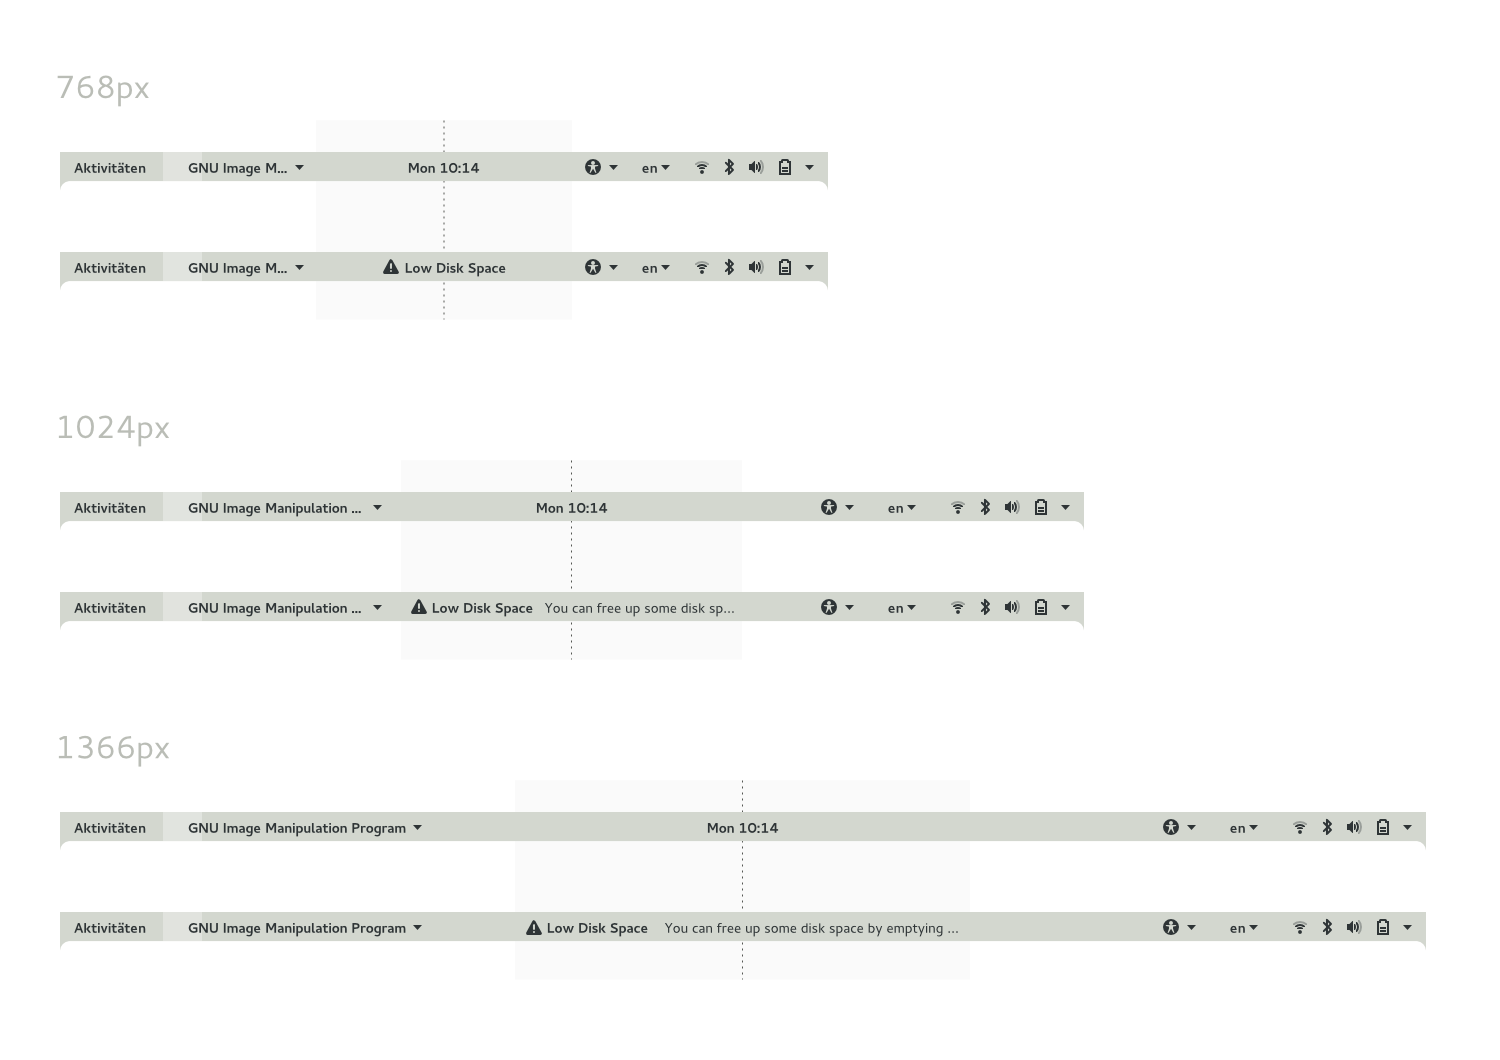 768px
Aktivitäten GNU Image M... Mon 10:14 en
Aktivitäten GNU Image M... Low Disk Space en
1024px
Aktivitäten GNU Image Manipulation ... Mon 10:14 en
Aktivitäten GNU Image Manipulation ... Low Disk Space You can free up some disk sp... en
1366px
Aktivitäten GNU Image Manipulation Program Mon 10:14 en
Aktivitäten GNU Image Manipulation Program Low Disk Space You can free up some disk space by emptying ... en